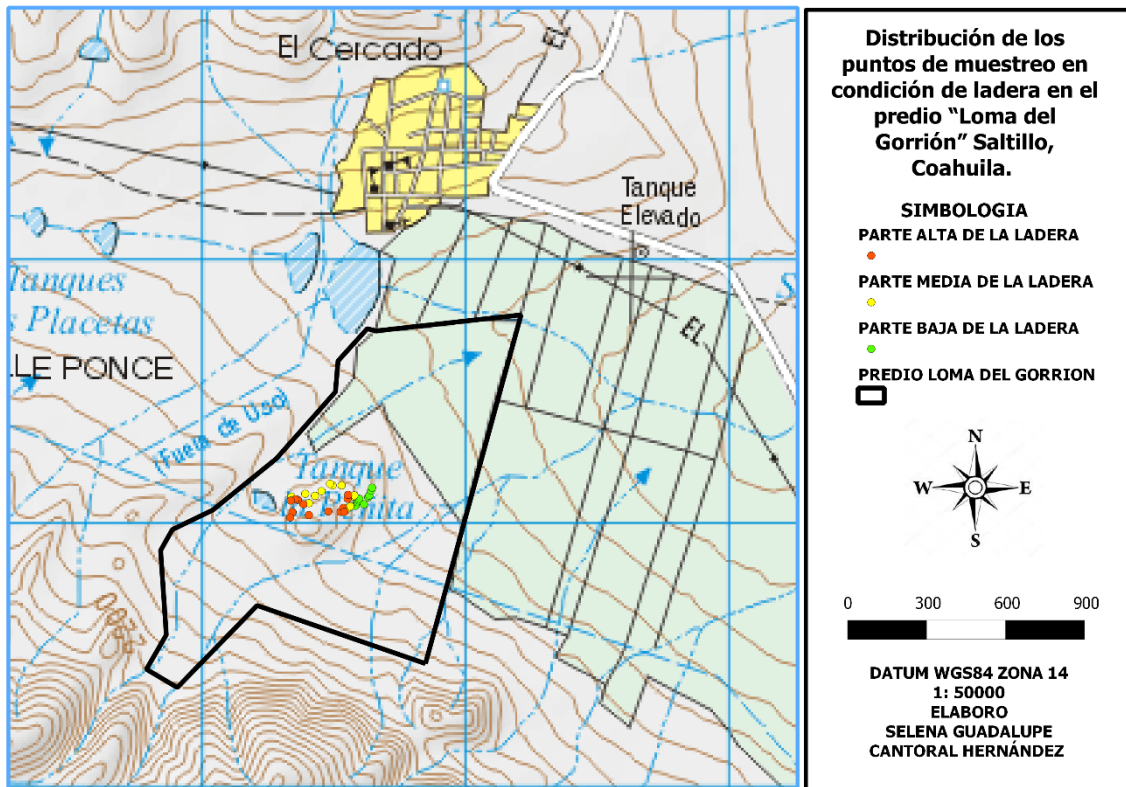 El Cercado
EL
Tanque
Elevado
Tanques
s Placetas
LLE PONCE
EL
(Fuera de Uso)
Tanque
nita
2200
S
Distribución de los
puntos de muestreo en
condición de ladera en el
predio “Loma del
Gorrión” Saltillo,
Coahuila.
SIMBOLOGIA
PARTE ALTA DE LA LADERA
PARTE MEDIA DE LA LADERA
PARTE BAJA DE LA LADERA
PREDIO LOMA DEL GORRION
N
W E
S
0 300 600 900
DATUM WGS84 ZONA 14
1: 50000
ELABORO
SELENA GUADALUPE
CANTORAL HERNÁNDEZ